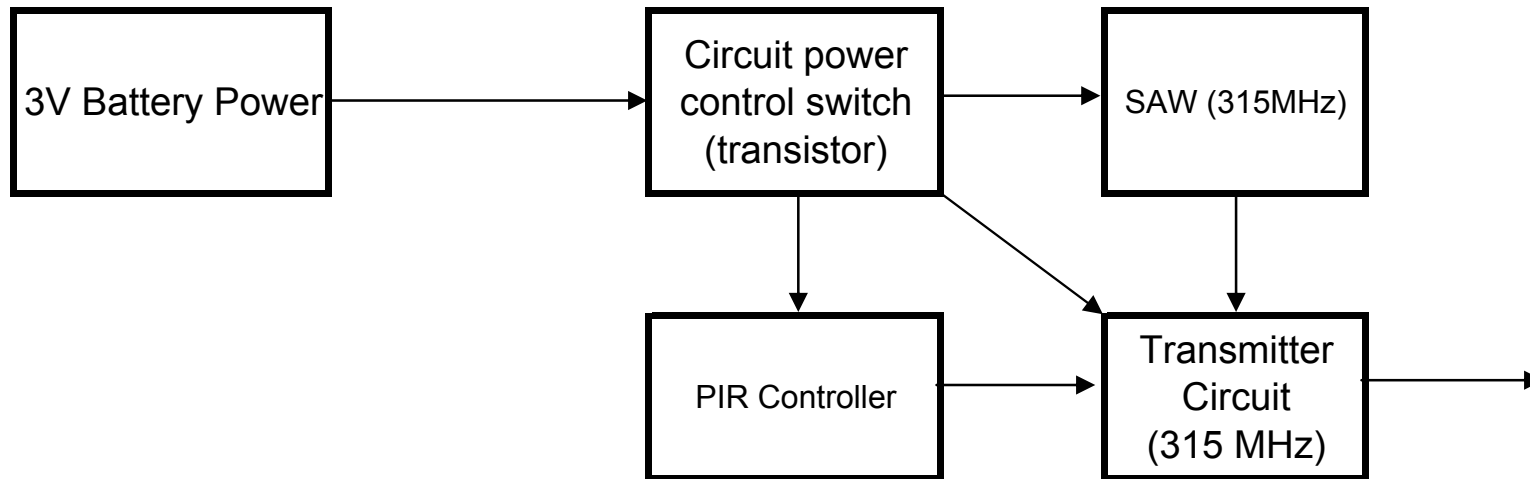 3V Battery Power
Circuit power
control switch
(transistor)
SAW (315MHz)
PIR Controller
Transmitter
Circuit
(315 MHz)